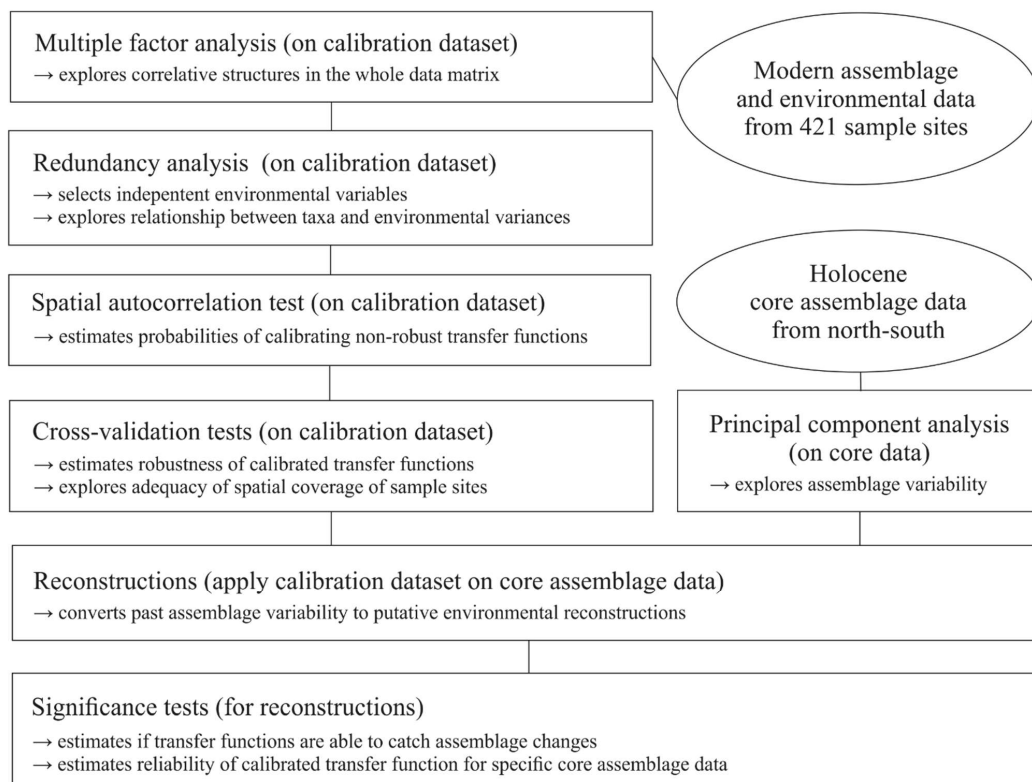 Multiple factor analysis (on calibration dataset)
→ explores correlative structures in the whole data matrix
Modern assemblage
and environmental data
from 421 sample sites
Redundancy analysis (on calibration dataset)
→ selects indepentent environmental variables
→ explores relationship between taxa and environmental variances
Spatial autocorrelation test (on calibration dataset)
→ estimates probabilities of calibrating non-robust transfer functions
Holocene
core assemblage data
from north-south
Cross-validation tests (on calibration dataset)
→ estimates robustness of calibrated transfer functions
→ explores adequacy of spatial coverage of sample sites
Principal component analysis
(on core data)
→ explores assemblage variability
Reconstructions (apply calibration dataset on core assemblage data)
→ converts past assemblage variability to putative environmental reconstructions
Significance tests (for reconstructions)
→ estimates if transfer functions are able to catch assemblage changes
→ estimates reliability of calibrated transfer function for specific core assemblage data